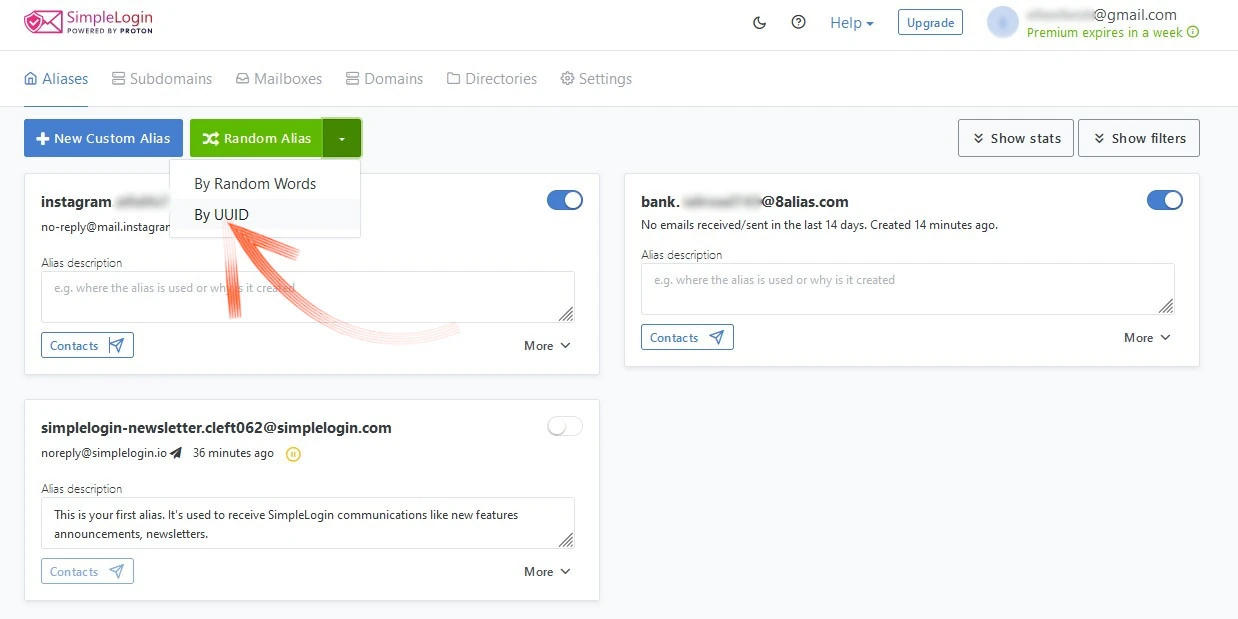 SimpleLogin
POWERED BY PROTON
Help
Upgrade
@gmail.com
Premium expires in a week
Aliases
Subdomains
Mailboxes
Domains
Directories
Settings
New Custom Alias
Random Alias
Show stats
Show filters
By Random Words
By UUID
instagram
no-reply@mail.instagram
Alias description
e.g. where the alias is used or why is it created
Contacts
More
bank. @8alias.com
No emails received/sent in the last 14 days. Created 14 minutes ago.
Alias description
e.g. where the alias is used or why is it created
Contacts
More
simplelogin-newsletter.cleft062@simplelogin.com
noreply@simplelogin.io 36 minutes ago
Alias description
This is your first alias. It's used to receive SimpleLogin communications like new features
announcements, newsletters.
Contacts
More